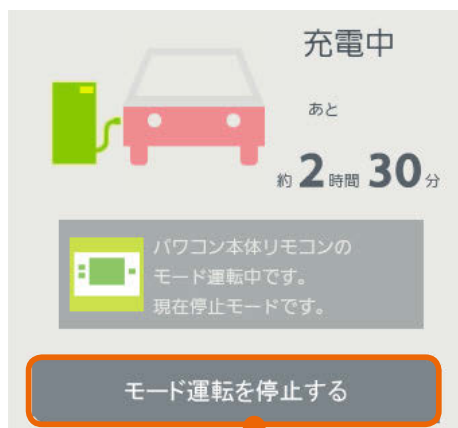 充電中
あと
約2時間30分
パワコン本体リモコンの
モード運転中です。
現在停止モードです。
モード運転を停止する